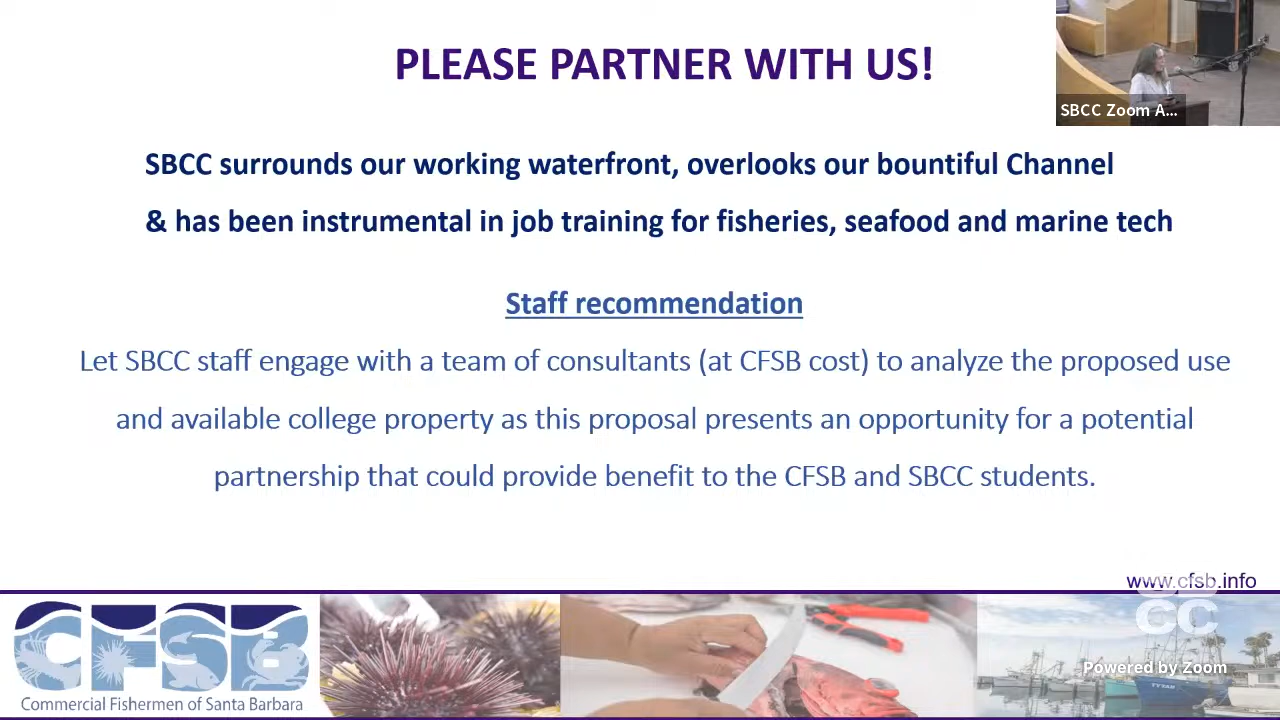 PLEASE PARTNER WITH US!
SBCC Zoom A...
SBCC surrounds our working waterfront, overlooks our bountiful Channel
& has been instrumental in job training for fisheries, seafood and marine tech
Staff recommendation
Let SBCC staff engage with a team of consultants (at CFSB cost) to analyze the proposed use
and available college property as this proposal presents an opportunity for a potential
partnership that could provide benefit to the CFSB and SBCC students.
www.cfsb.info
SB
CC
Powered by Zoom
CFSB
Commercial Fishermen of Santa Barbara